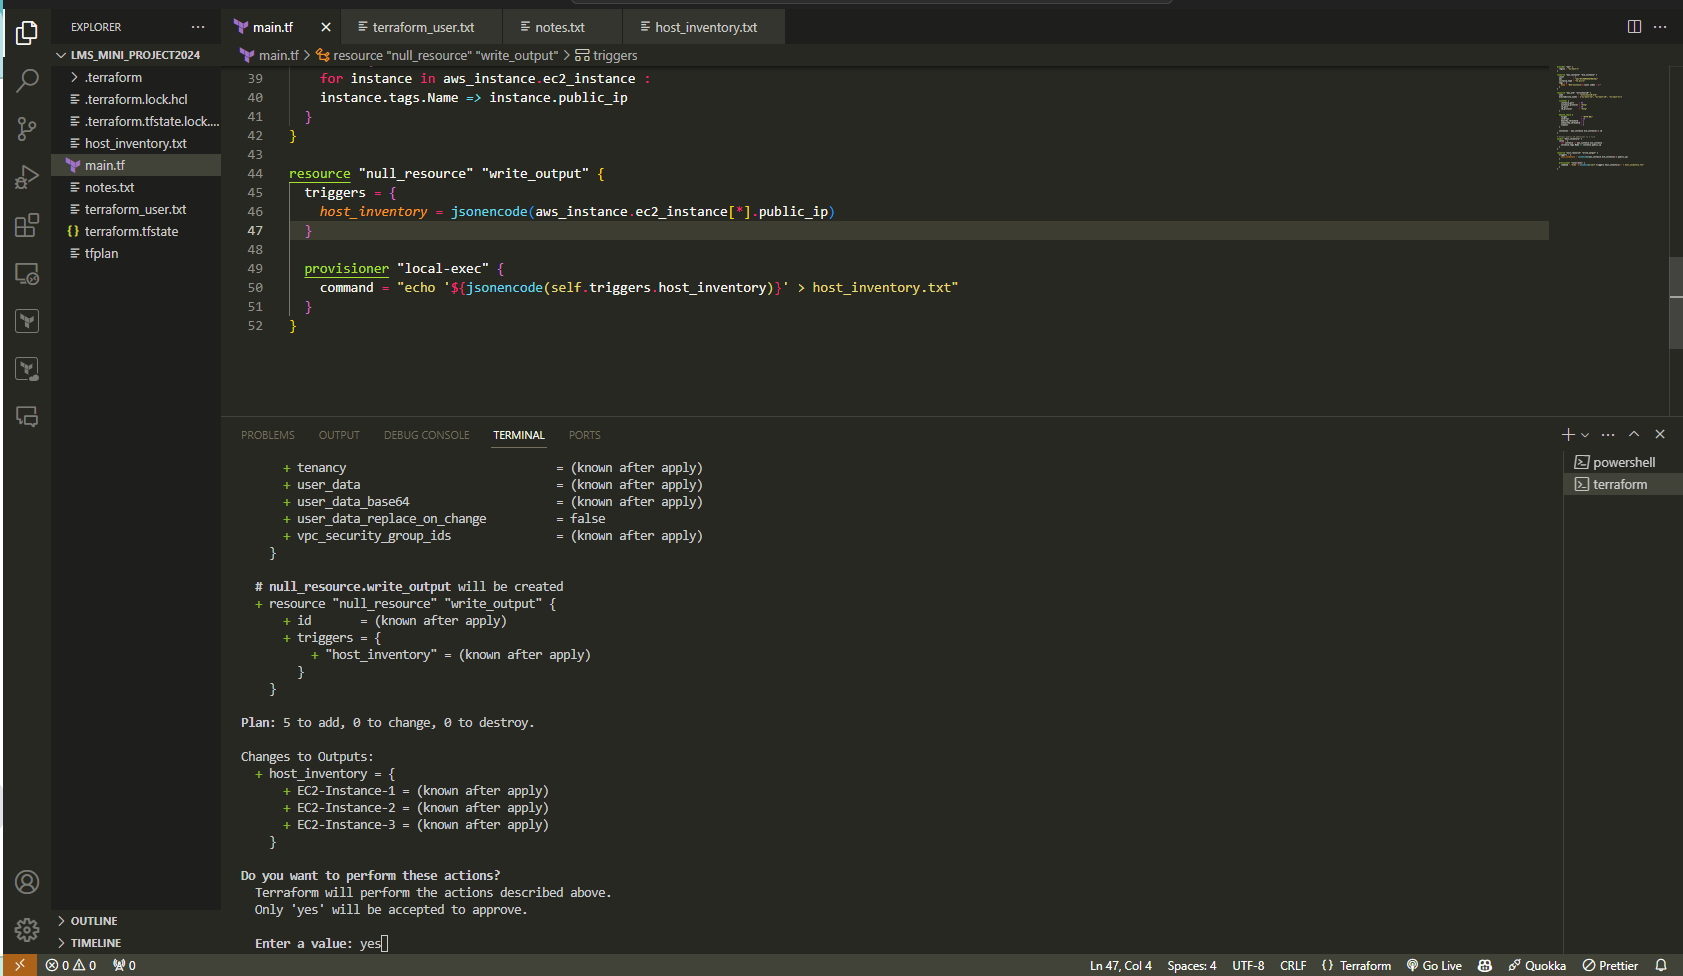 EXPLORER
LMS_MINI_PROJECT2024
.terraform
.terraform.lock.hcl
.terraform.tfstate.lock....
host_inventory.txt
main.tf
notes.txt
terraform_user.txt
terraform.tfstate
tfplan
OUTLINE
TIMELINE
main.tf
terraform_user.txt
notes.txt
host_inventory.txt
main.tf > resource "null_resource" "write_output" > triggers
39 for instance in aws_instance.ec2_instance :
40 instance.tags.Name => instance.public_ip
41 }
42 }
43
44 resource "null_resource" "write_output" {
45 triggers = {
46 host_inventory = jsonencode(aws_instance.ec2_instance[*].public_ip)
47 }
48
49 provisioner "local-exec" {
50 command = "echo '${jsonencode(self.triggers.host_inventory)}' > host_inventory.txt"
51 }
52 }
PROBLEMS OUTPUT DEBUG CONSOLE TERMINAL PORTS
powershell
terraform
+ tenancy = (known after apply)
+ user_data = (known after apply)
+ user_data_base64 = (known after apply)
+ user_data_replace_on_change = false
+ vpc_security_group_ids = (known after apply)
}
# null_resource.write_output will be created
+ resource "null_resource" "write_output" {
+ id = (known after apply)
+ triggers = {
+ "host_inventory" = (known after apply)
}
}
Plan: 5 to add, 0 to change, 0 to destroy.
Changes to Outputs:
+ host_inventory = {
+ EC2-Instance-1 = (known after apply)
+ EC2-Instance-2 = (known after apply)
+ EC2-Instance-3 = (known after apply)
}
Do you want to perform these actions?
Terraform will perform the actions described above.
Only 'yes' will be accepted to approve.
Enter a value: yes
0 0 0 Ln 47, Col 4 Spaces: 4 UTF-8 CRLF {} Terraform Go Live Quokka Prettier